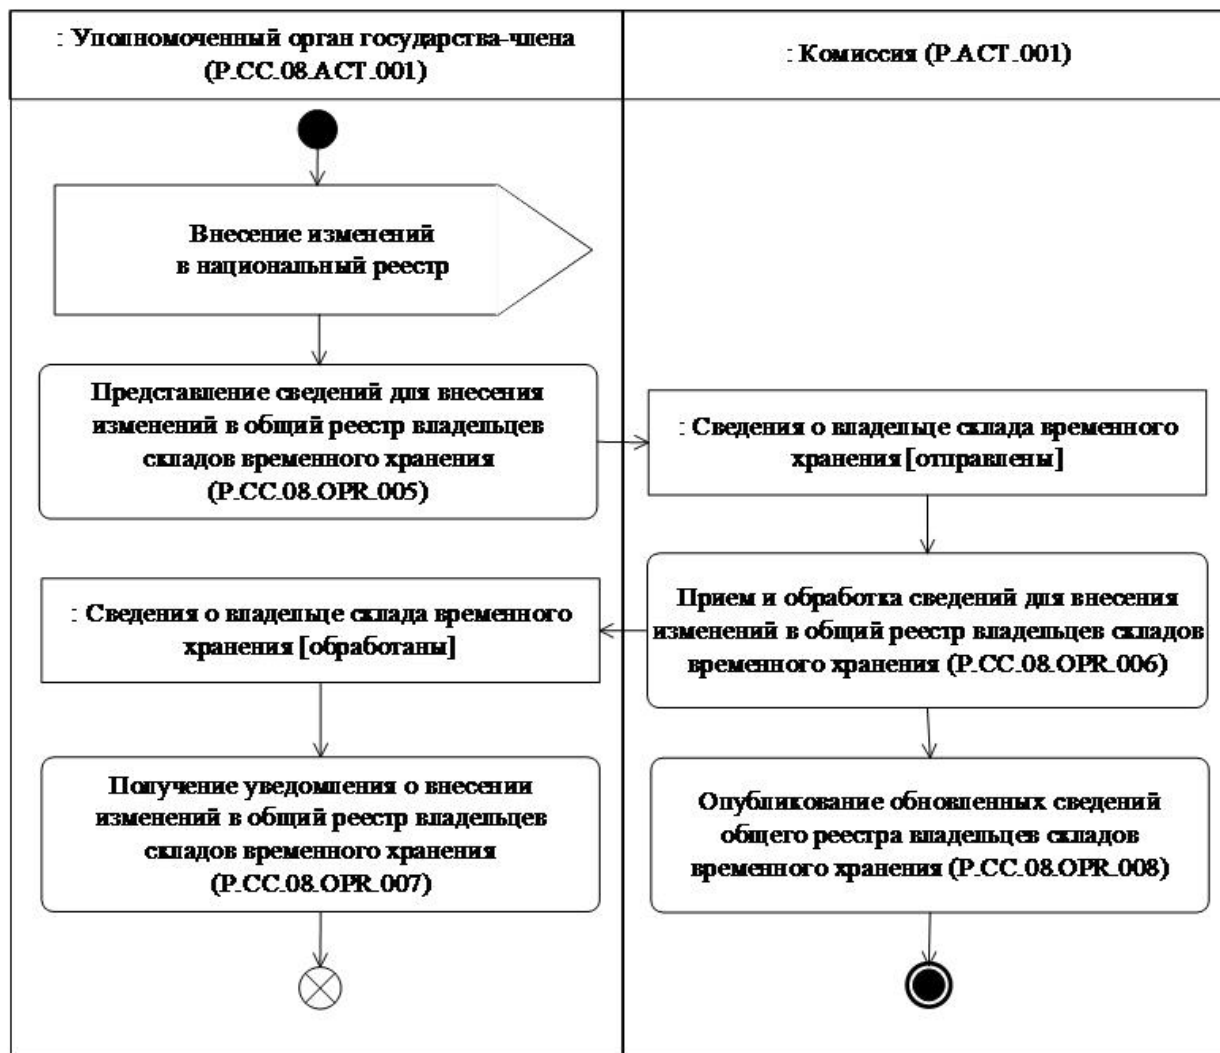 : Уполномоченный орган государства-члена
(P.CC.08.ACT.001)
: Комиссия (P.ACT.001)
Внесение изменений
в национальный реестр
Представление сведений для внесения
изменений в общий реестр владельцев
складов временного хранения
(P.CC.08.OPR.005)
: Сведения о владельце склада временного
хранения [отправлены]
Прием и обработка сведений для внесения
изменений в общий реестр владельцев складов
временного хранения (P.CC.08.OPR.006)
: Сведения о владельце склада временного
хранения [обработаны]
Получение уведомления о внесении
изменений в общий реестр владельцев
складов временного хранения
(P.CC.08.OPR.007)
Опубликование обновленных сведений
общего реестра владельцев складов
временного хранения (P.CC.08.OPR.008)